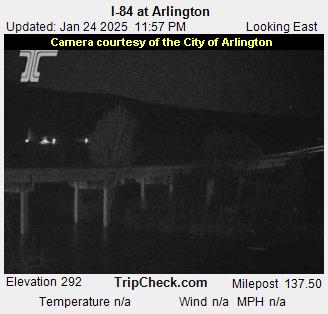 I-84 at Arlington
Updated: Jan 24 2025 11:57 PM Looking East
Camera courtesy of the City of Arlington
Elevation 292 TripCheck.com Milepost 137.50
Temperature n/a Wind n/a MPH n/a